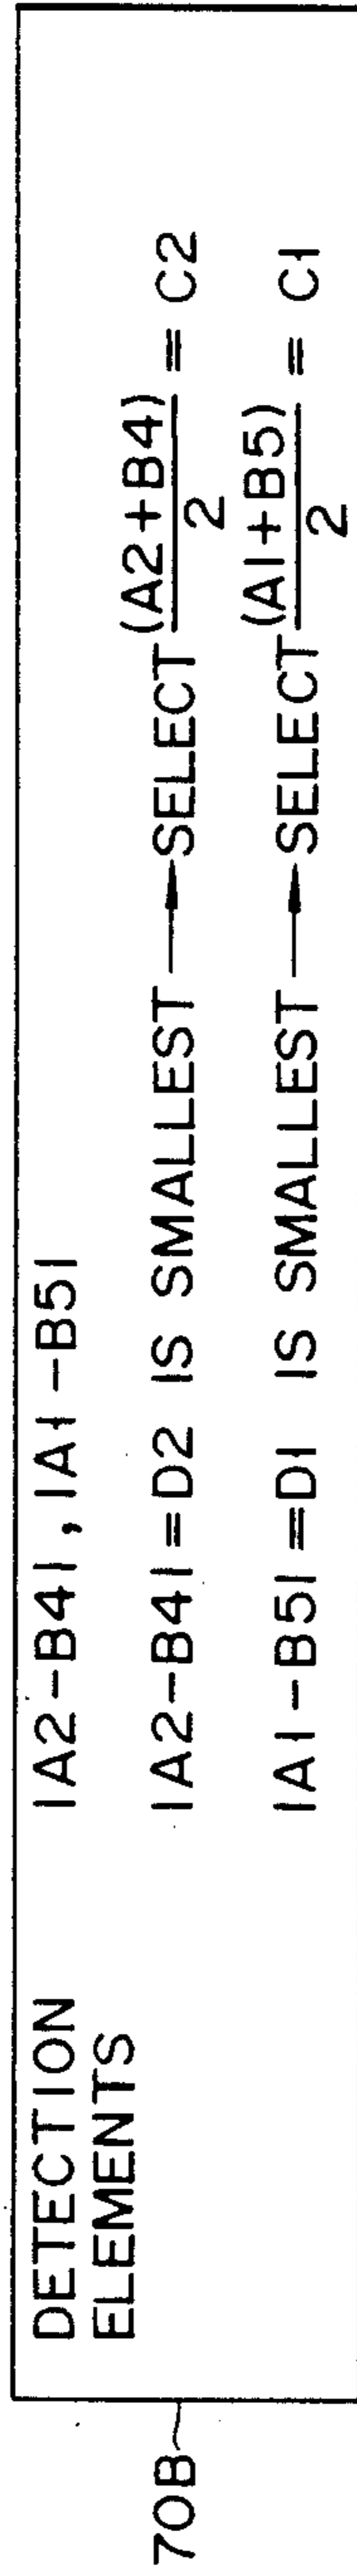 DETECTION ELEMENTS |A2-B4|, |A1-B5|
|A2-B4|=D2 IS SMALLEST → SELECT (A2+B4)/2 = C2
|A1-B5|=D1 IS SMALLEST → SELECT (A1+B5)/2 = C1
70B